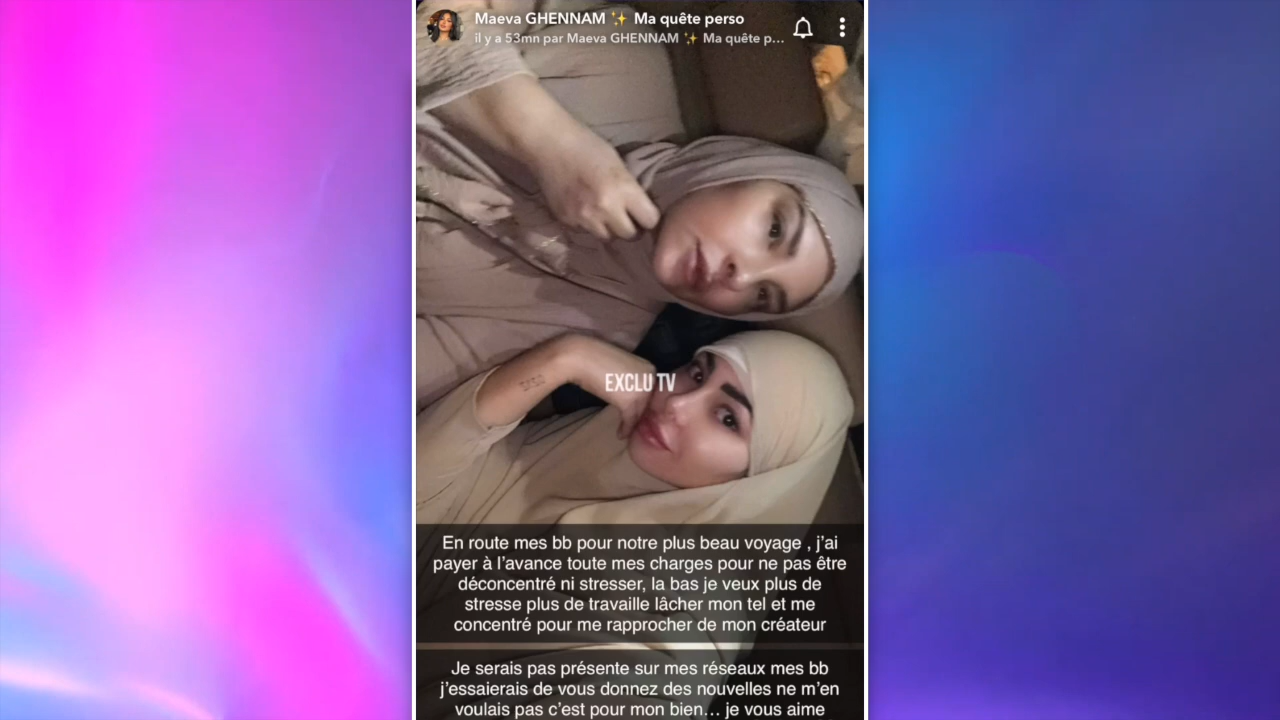 Maeva GHENNAM ✨ Ma quête perso
il y a 53mn par Maeva GHENNAM ✨ Ma quête p...
EXCLU TV
En route mes bb pour notre plus beau voyage , j'ai
payer à l'avance toute mes charges pour ne pas être
déconcentré ni stresser, la bas je veux plus de
stresse plus de travaille lâcher mon tel et me
concentré pour me rapprocher de mon créateur
Je serais pas présente sur mes réseaux mes bb
j'essaierais de vous donnez des nouvelles ne m'en
voulais pas c'est pour mon bien... je vous aime